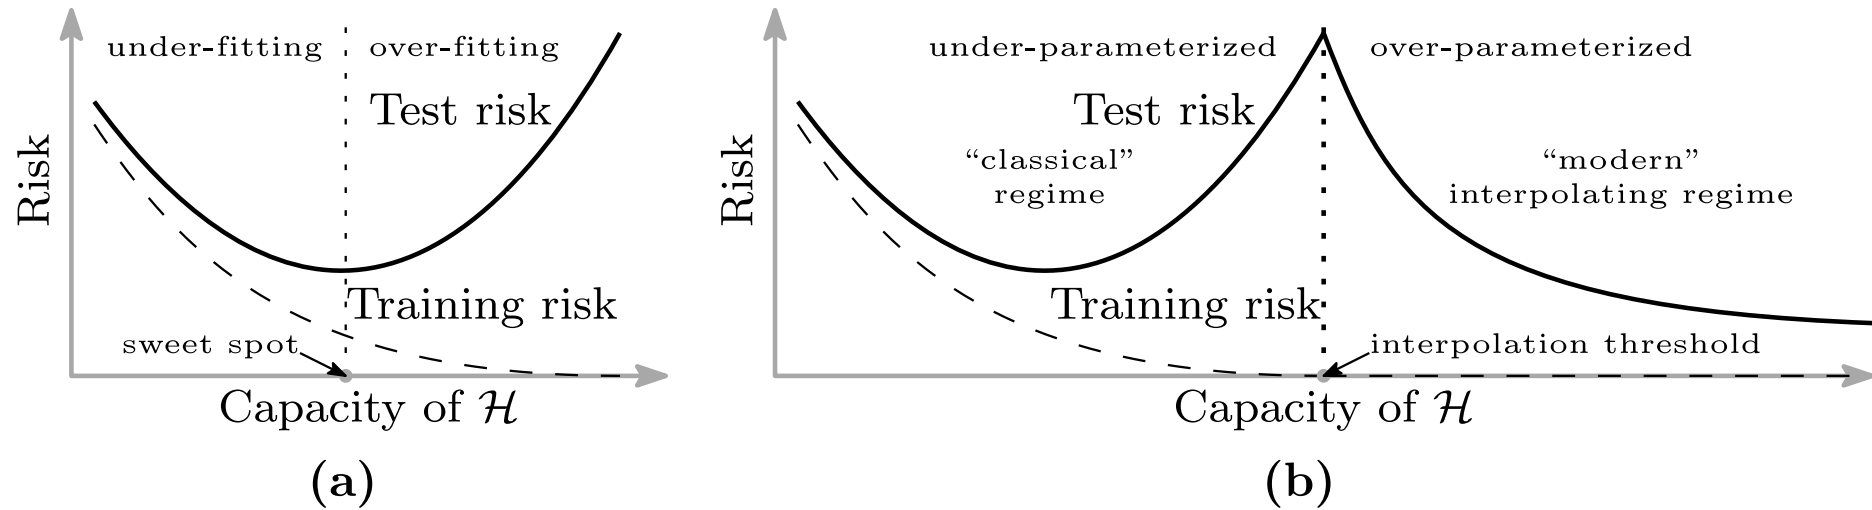 under-fitting
over-fitting
Test risk
Risk
Training risk
sweet spot
Capacity of ℋ
(a)
under-parameterized
over-parameterized
Test risk
“classical”
regime
“modern”
interpolating regime
Risk
Training risk
interpolation threshold
Capacity of ℋ
(b)